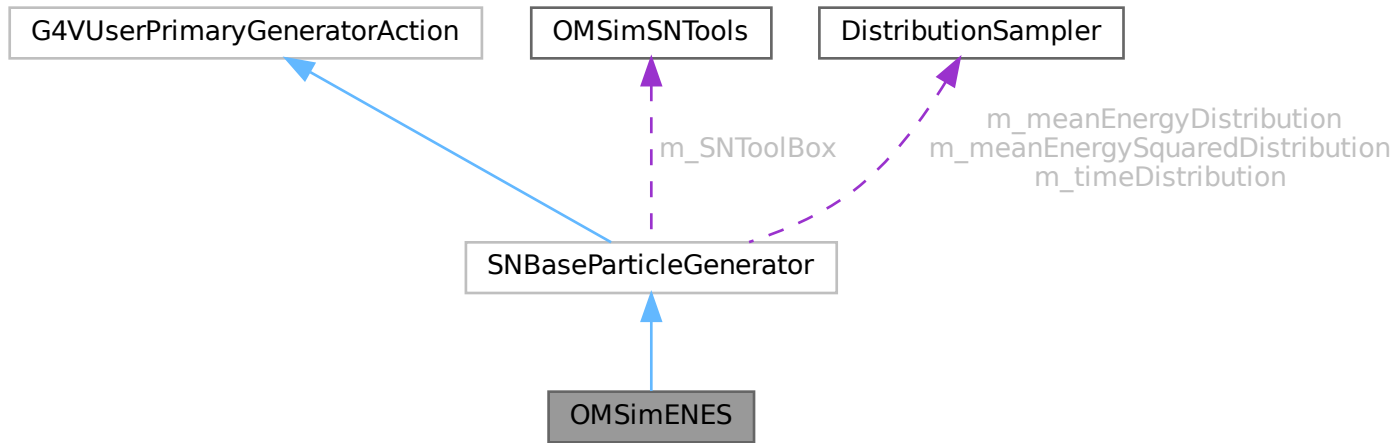 G4VUserPrimaryGeneratorAction
OMSimSNTools
DistributionSampler
m_SNToolBox
m_meanEnergyDistribution
m_meanEnergySquaredDistribution
m_timeDistribution
SNBaseParticleGenerator
OMSimENES